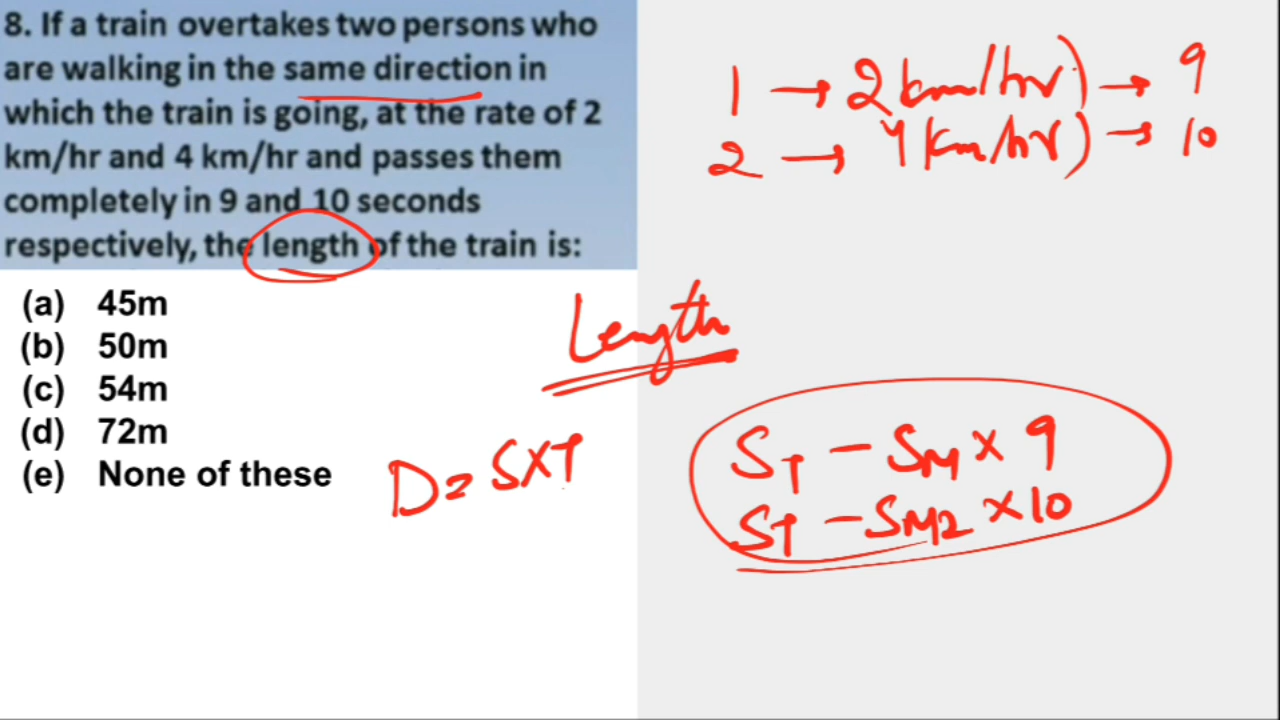 8. If a train overtakes two persons who
are walking in the same direction in
which the train is going, at the rate of 2
km/hr and 4 km/hr and passes them
completely in 9 and 10 seconds
respectively, the length of the train is:
(a) 45m
(b) 50m
(c) 54m
(d) 72m
(e) None of these
1 → 2 km/hr) → 9
2 → 4 km/hr) → 10
Length
D = S×T
ST - SM × 9
ST - SM2 × 10